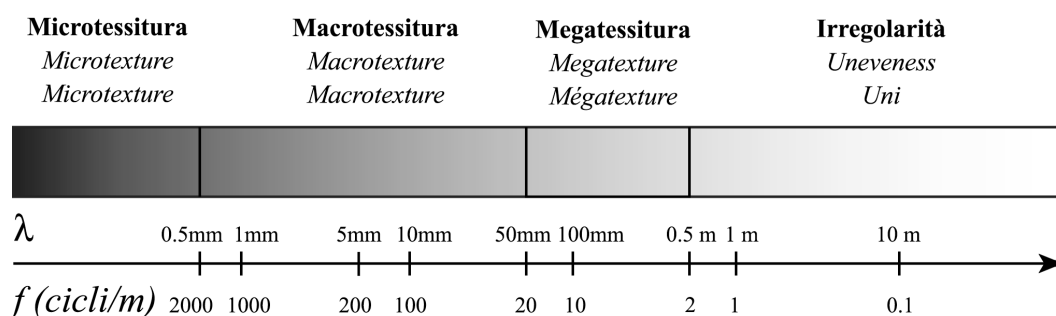 Microtessitura Macrotessitura Megatessitura Irregolarità
Microtexture Macrotexture Megatexture Uneveness
Microtexture Macrotexture Mégatexture Uni
λ 0.5mm 1mm 5mm 10mm 50mm 100mm 0.5 m 1 m 10 m
f (cicli/m) 2000 1000 200 100 20 10 2 1 0.1